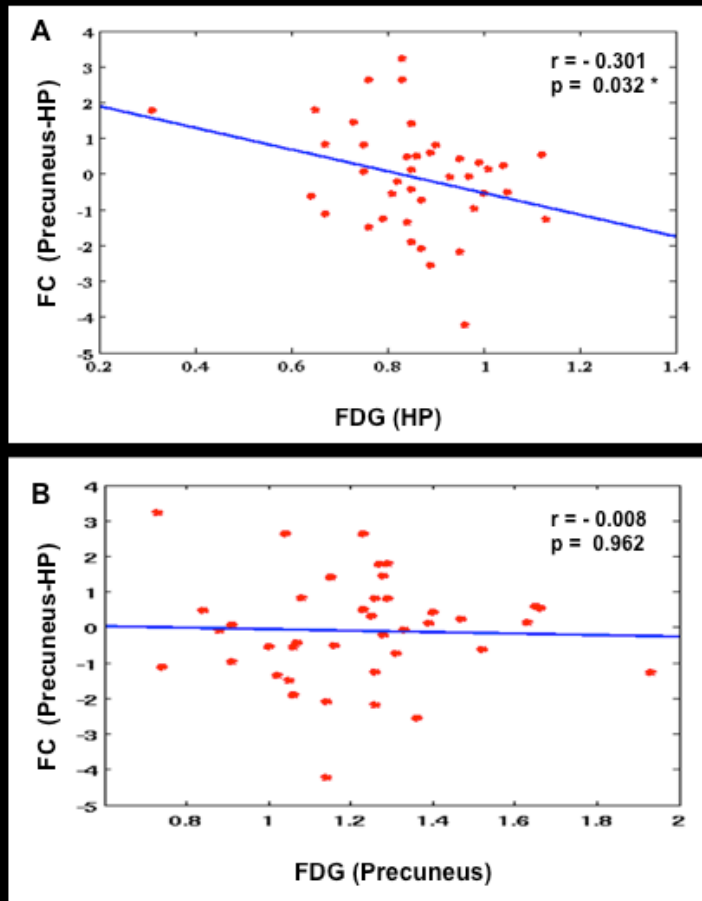 A
r = - 0.301
p = 0.032 *
4
3
2
1
0
-1
-2
-3
-4
-5
FC (Precuneus-HP)
0.2 0.4 0.6 0.8 1 1.2 1.4
FDG (HP)
B
r = - 0.008
p = 0.962
4
3
2
1
0
-1
-2
-3
-4
-5
FC (Precuneus-HP)
0.8 1 1.2 1.4 1.6 1.8 2
FDG (Precuneus)